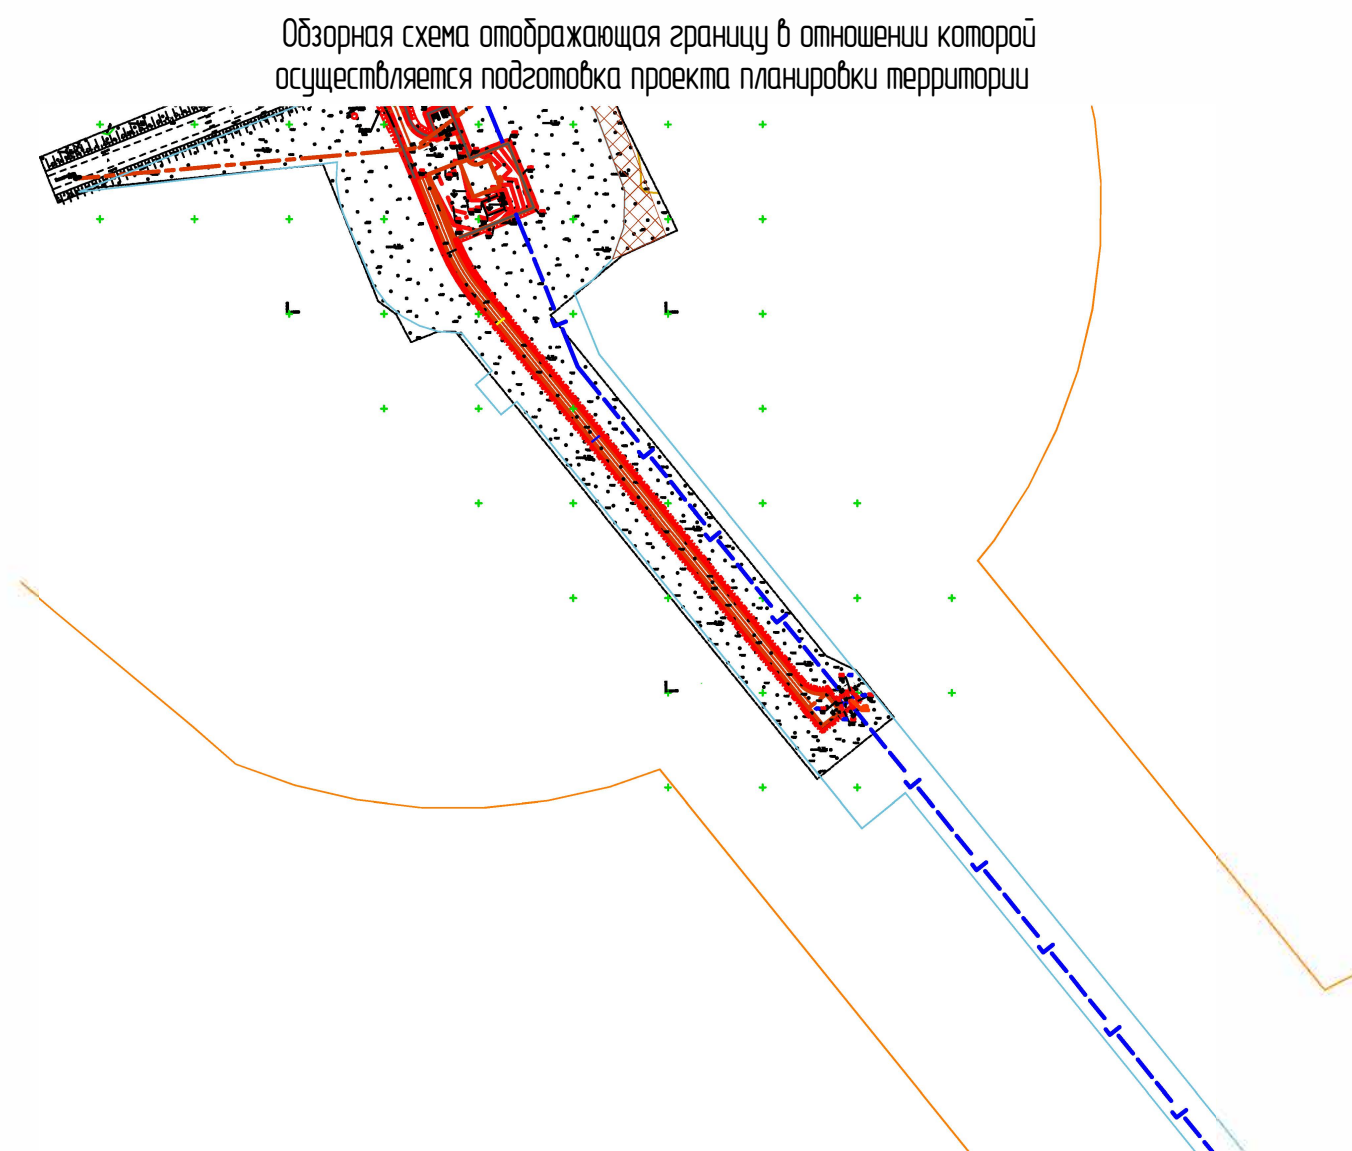 Обзорная схема отображающая границу в отношении которой
осуществляется подготовка проекта планировки территории